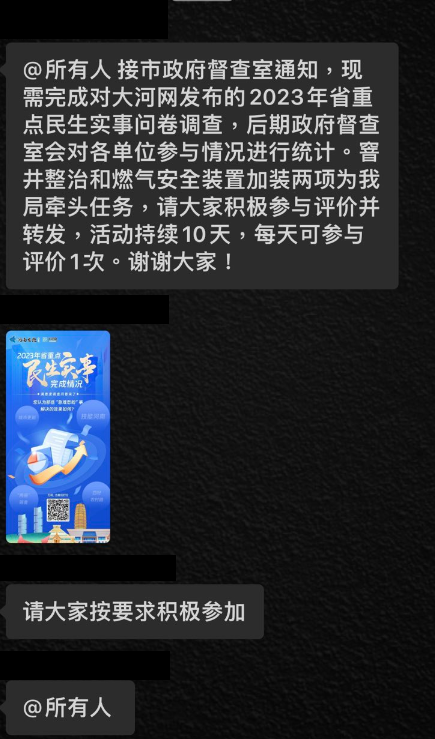 @所有人 接市政府督查室通知，现
需完成对大河网发布的2023年省重
点民生实事问卷调查，后期政府督查
室会对各单位参与情况进行统计。窨
井整治和燃气安全装置加装两项为我
局牵头任务，请大家积极参与评价并
转发，活动持续10天，每天可参与
评价1次。谢谢大家！
2023年省重点
民生实事
完成情况
请大家按要求积极参加
@所有人